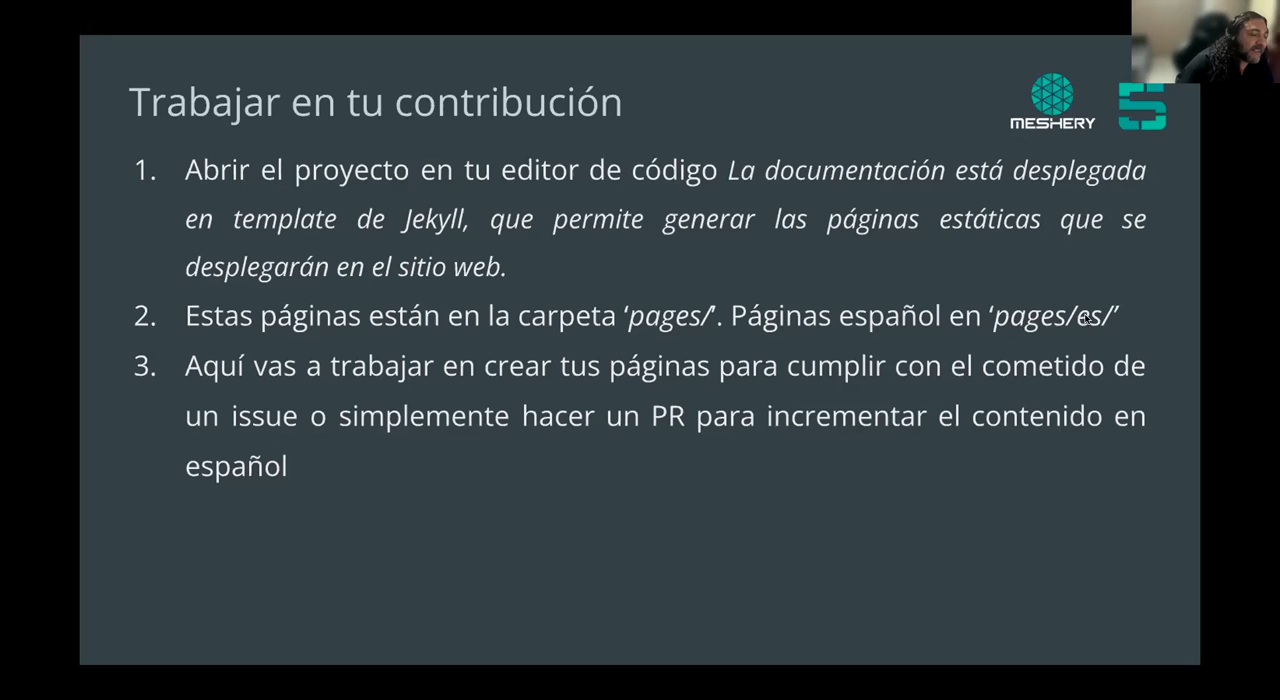 Trabajar en tu contribución
MESHERY
1. Abrir el proyecto en tu editor de código La documentación está desplegada
en template de Jekyll, que permite generar las páginas estáticas que se
desplegarán en el sitio web.
2. Estas páginas están en la carpeta ‘pages/’. Páginas español en ‘pages/es/’
3. Aquí vas a trabajar en crear tus páginas para cumplir con el cometido de
un issue o simplemente hacer un PR para incrementar el contenido en
español